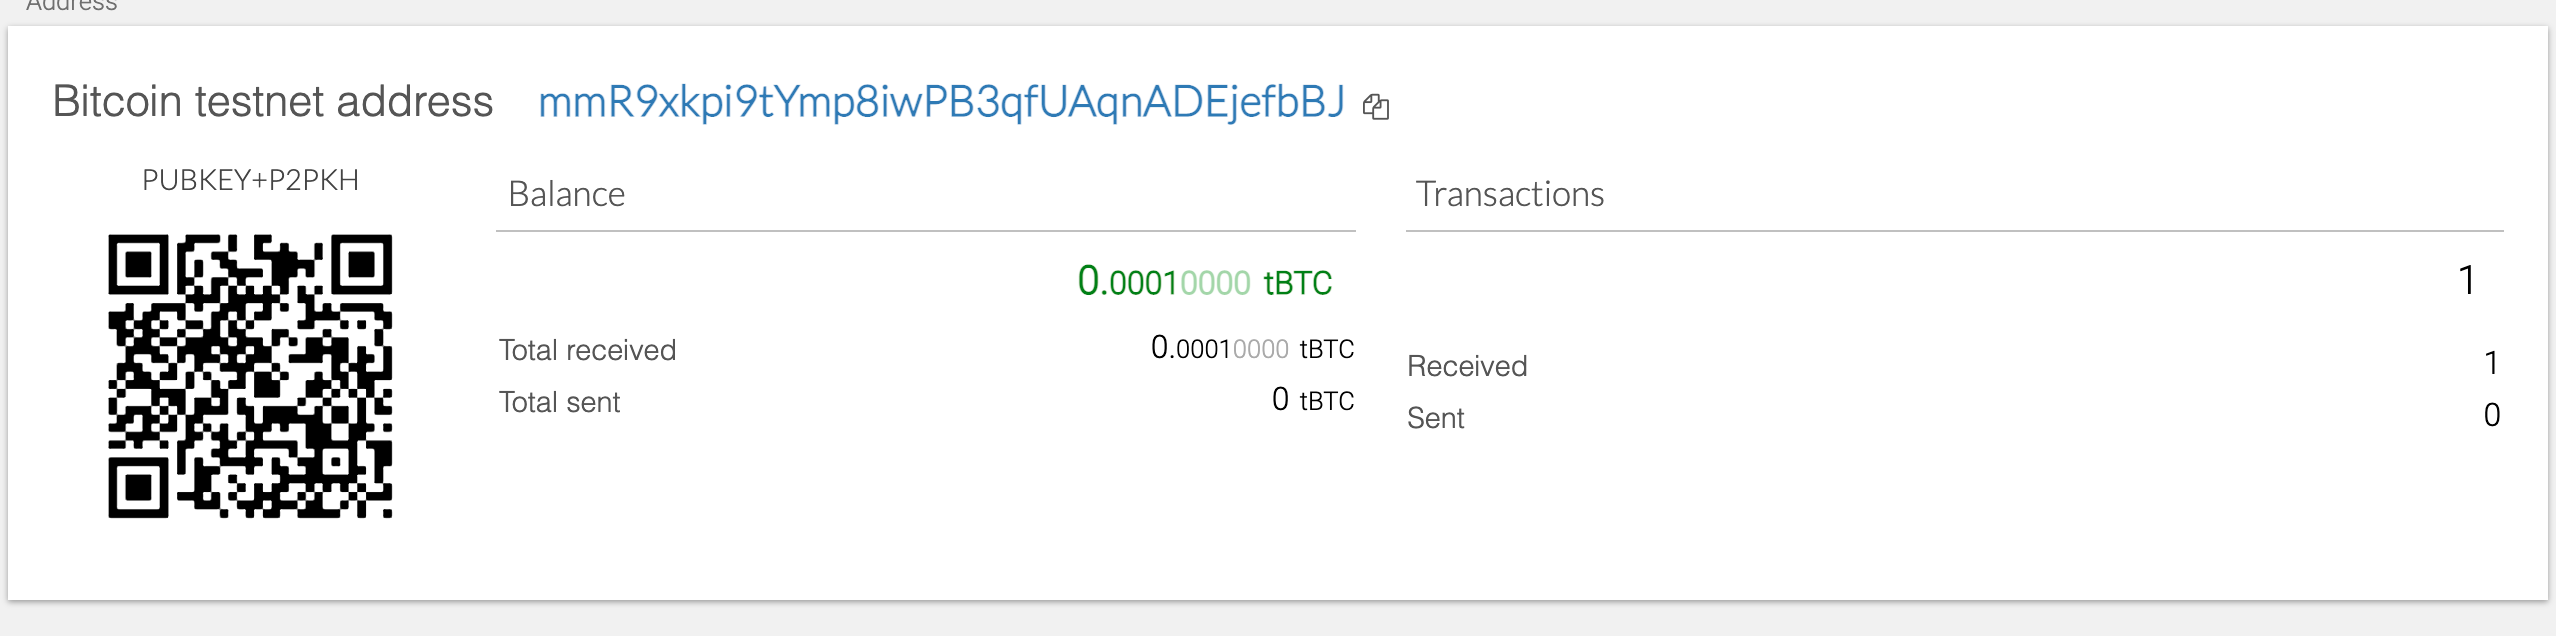 Address
Bitcoin testnet address mmR9xkpi9tYmp8iwPB3qfUAqnADEjefbBJ
PUBKEY+P2PKH
Balance
0.00010000 tBTC
Total received 0.00010000 tBTC
Total sent 0 tBTC
Transactions
1
Received 1
Sent 0